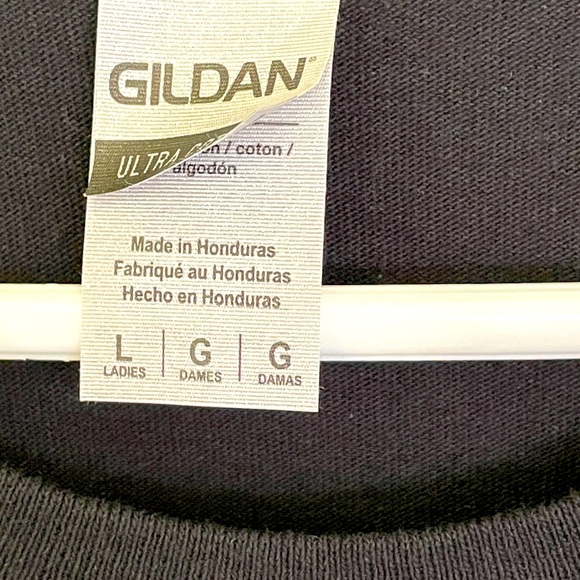 GILDAN
ULTRA
/ coton /
algodón
Made in Honduras
Fabriqué au Honduras
Hecho en Honduras
L G G
LADIES DAMES DAMAS